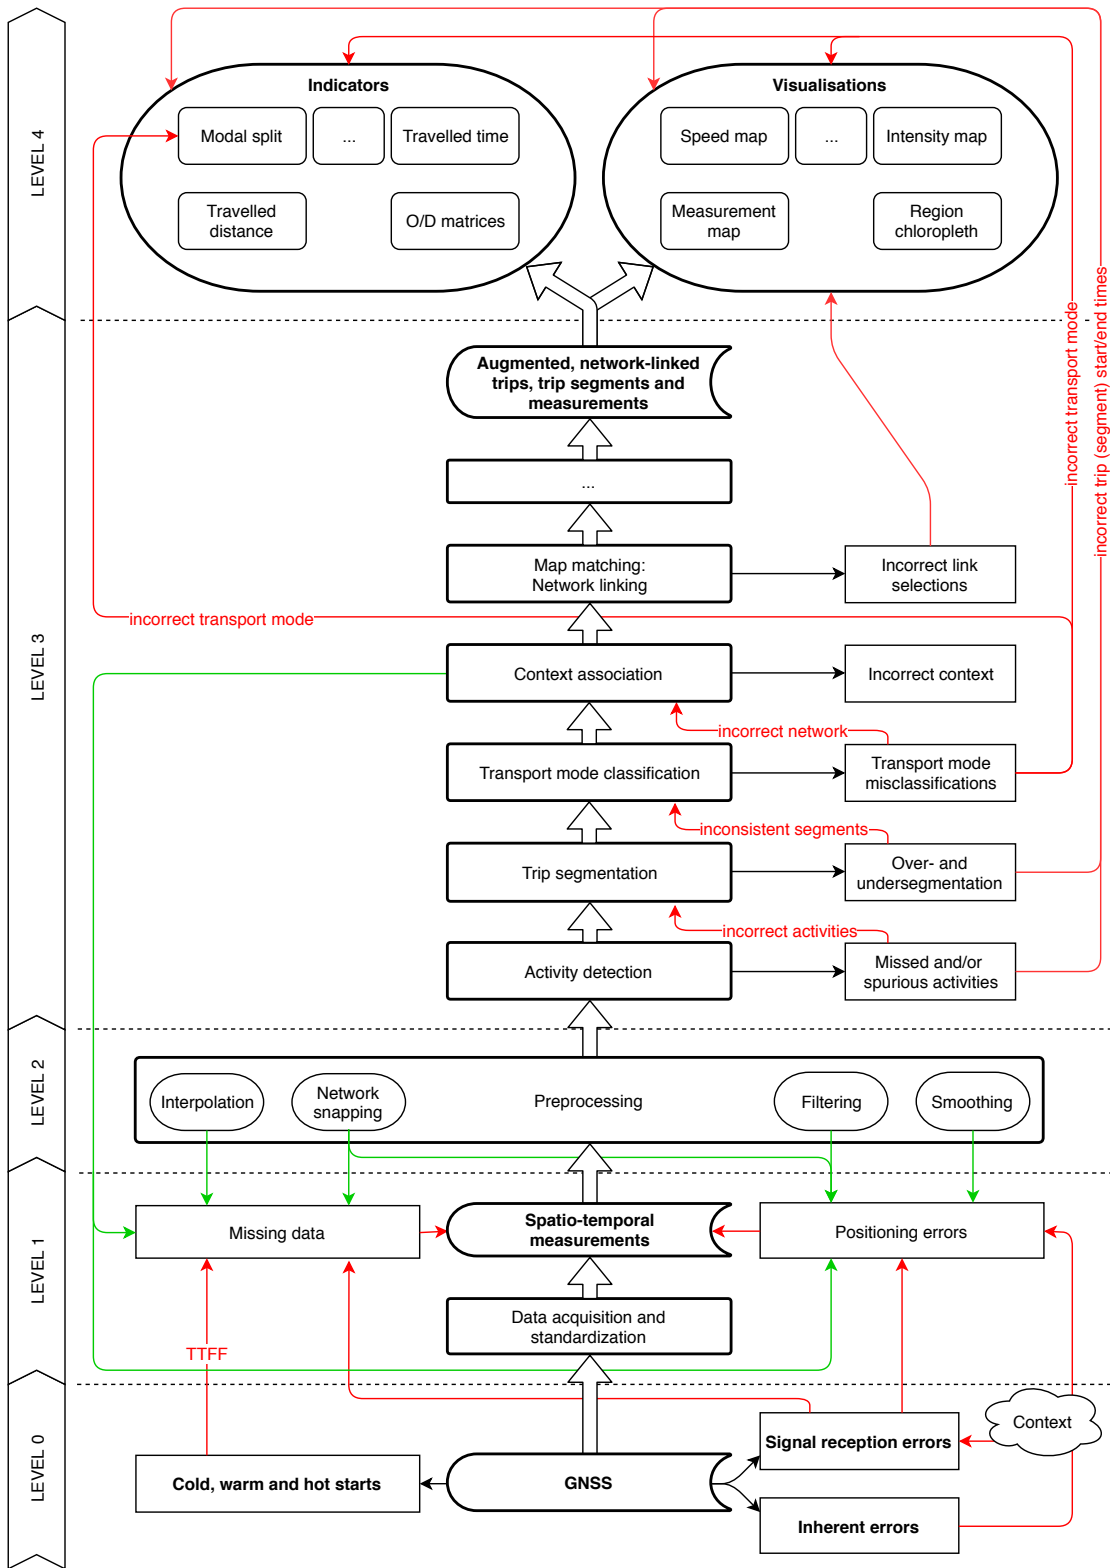 LEVEL 4
Indicators
Visualisations
Modal split
...
Travelled time
Speed map
...
Intensity map
Travelled
distance
O/D matrices
Measurement
map
Region
chloropleth
LEVEL 3
Augmented, network-linked
trips, trip segments and
measurements
incorrect transport mode
incorrect trip (segment) start/end times
...
Map matching:
Network linking
Incorrect link
selections
incorrect transport mode
Context association
Incorrect context
incorrect network
Transport mode classification
Transport mode
misclassifications
inconsistent segments
Trip segmentation
Over- and
undersegmentation
incorrect activities
Activity detection
Missed and/or
spurious activities
LEVEL 2
Interpolation
Network
snapping
Preprocessing
Filtering
Smoothing
LEVEL 1
Missing data
Spatio-temporal
measurements
Positioning errors
Data acquisition and
standardization
TTFF
LEVEL 0
Context
Signal reception errors
Cold, warm and hot starts
GNSS
Inherent errors